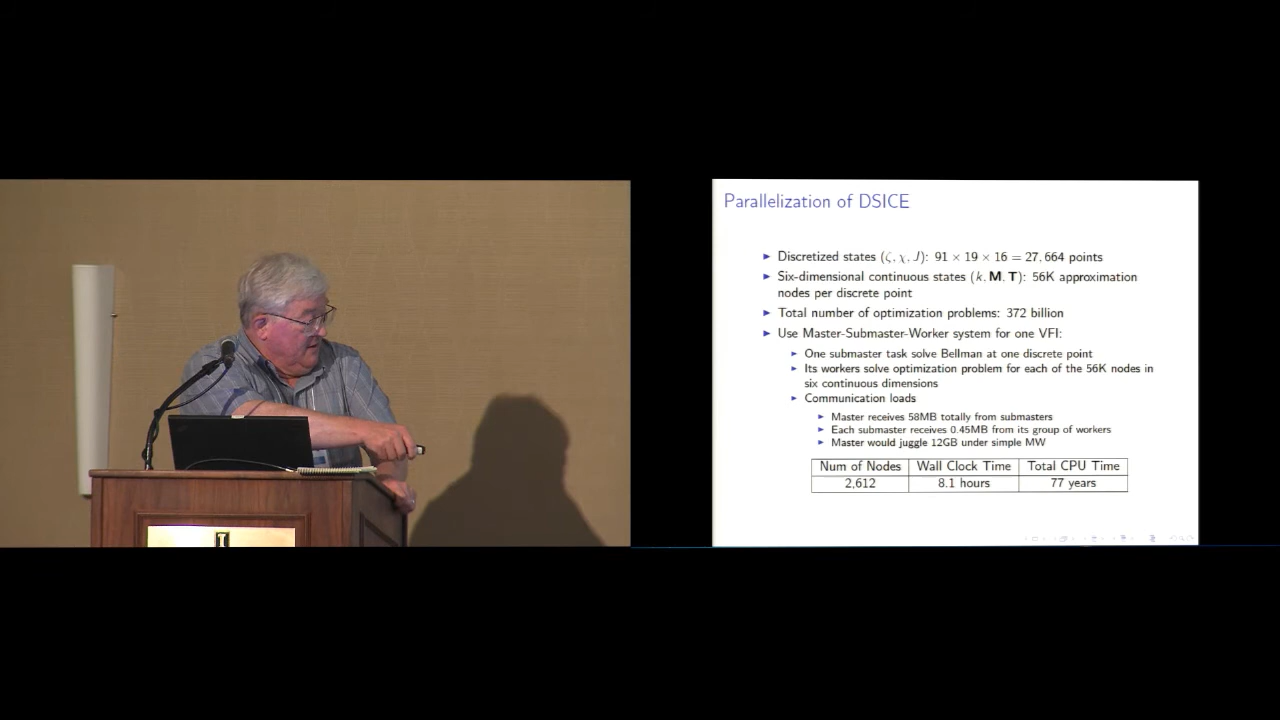 Parallelization of DSICE
▶ Discretized states (ζ, χ, J): 91 × 19 × 16 = 27,664 points
▶ Six-dimensional continuous states (k, M, T): 56K approximation
nodes per discrete point
▶ Total number of optimization problems: 372 billion
▶ Use Master-Submaster-Worker system for one VFI:
▶ One submaster task solve Bellman at one discrete point
▶ Its workers solve optimization problem for each of the 56K nodes in
six continuous dimensions
▶ Communication loads
▶ Master receives 58MB totally from submasters
▶ Each submaster receives 0.45MB from its group of workers
▶ Master would juggle 12GB under simple MW
Num of Nodes Wall Clock Time Total CPU Time
2,612 8.1 hours 77 years
I